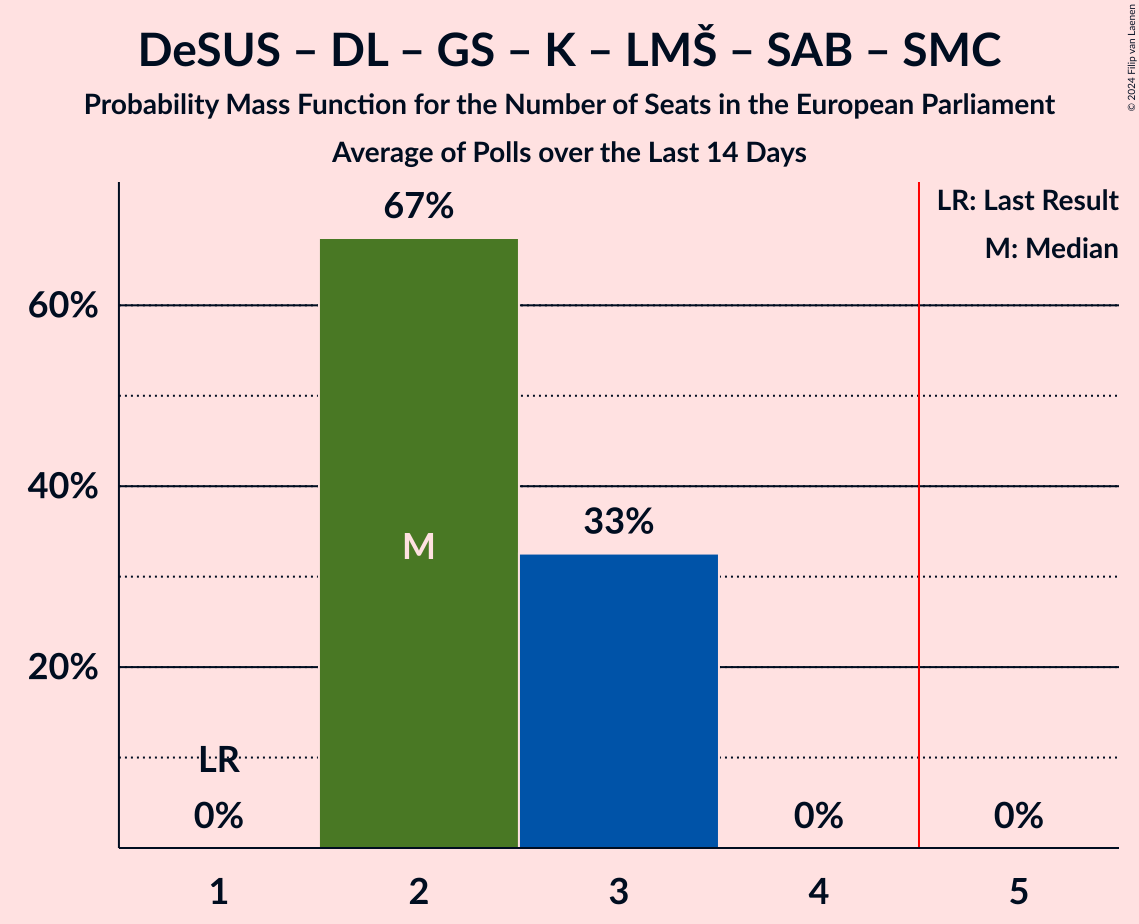 DeSUS – DL – GS – K – LMŠ – SAB – SMC
Probability Mass Function for the Number of Seats in the European Parliament
Average of Polls over the Last 14 Days
© 2024 Filip van Laenen
LR: Last Result
M: Median
67%
60%
40%
33%
M
20%
LR
0%
0%
0%
1
2
3
4
5